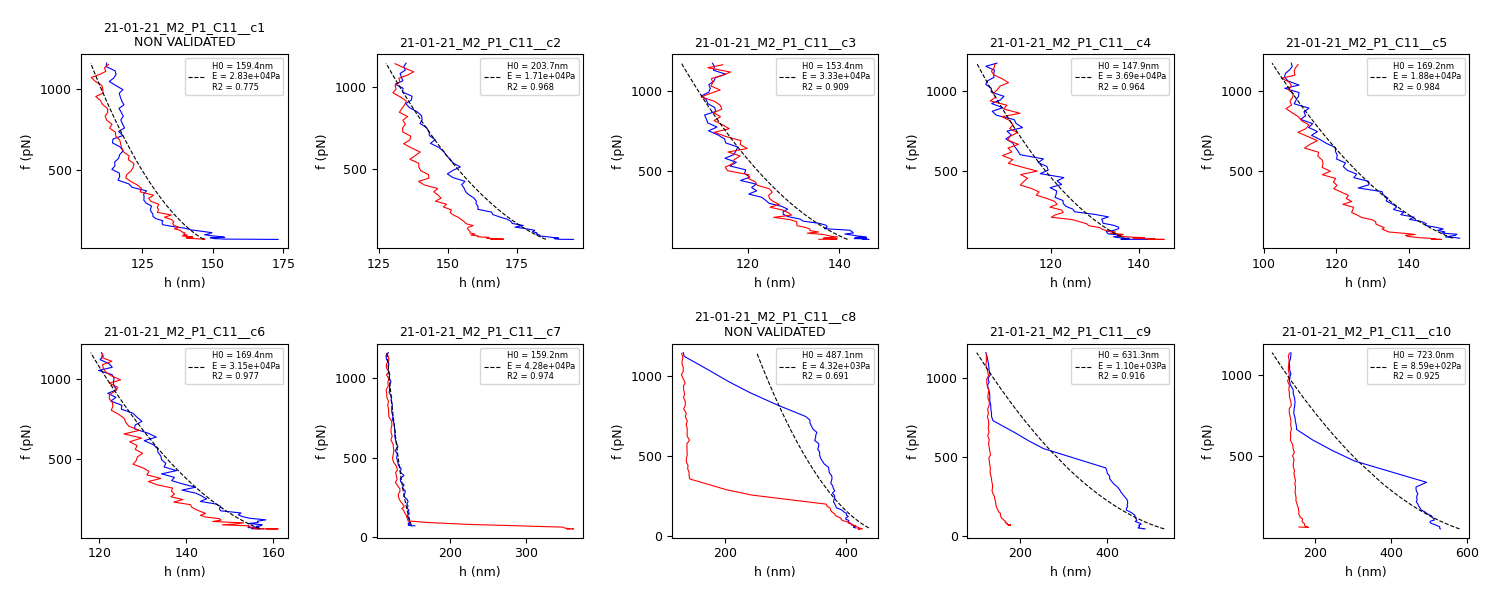 21-01-21_M2_P1_C11__c1
NON VALIDATED
H0 = 159.4nm
E = 2.83e+04Pa
R2 = 0.775
1000
500
f (pN)
125 150 175
h (nm)
21-01-21_M2_P1_C11__c2
H0 = 203.7nm
E = 1.71e+04Pa
R2 = 0.968
1000
500
f (pN)
125 150 175
h (nm)
21-01-21_M2_P1_C11__c3
H0 = 153.4nm
E = 3.33e+04Pa
R2 = 0.909
1000
500
f (pN)
120 140
h (nm)
21-01-21_M2_P1_C11__c4
H0 = 147.9nm
E = 3.69e+04Pa
R2 = 0.964
1000
500
f (pN)
120 140
h (nm)
21-01-21_M2_P1_C11__c5
H0 = 169.2nm
E = 1.88e+04Pa
R2 = 0.984
1000
500
f (pN)
100 120 140
h (nm)
21-01-21_M2_P1_C11__c6
H0 = 169.4nm
E = 3.15e+04Pa
R2 = 0.977
1000
500
f (pN)
120 140 160
h (nm)
21-01-21_M2_P1_C11__c7
H0 = 159.2nm
E = 4.28e+04Pa
R2 = 0.974
1000
500
0
f (pN)
200 300
h (nm)
21-01-21_M2_P1_C11__c8
NON VALIDATED
H0 = 487.1nm
E = 4.32e+03Pa
R2 = 0.691
1000
500
0
f (pN)
200 400
h (nm)
21-01-21_M2_P1_C11__c9
H0 = 631.3nm
E = 1.10e+03Pa
R2 = 0.916
1000
500
0
f (pN)
200 400
h (nm)
21-01-21_M2_P1_C11__c10
H0 = 723.0nm
E = 8.59e+02Pa
R2 = 0.925
1000
500
f (pN)
200 400 600
h (nm)